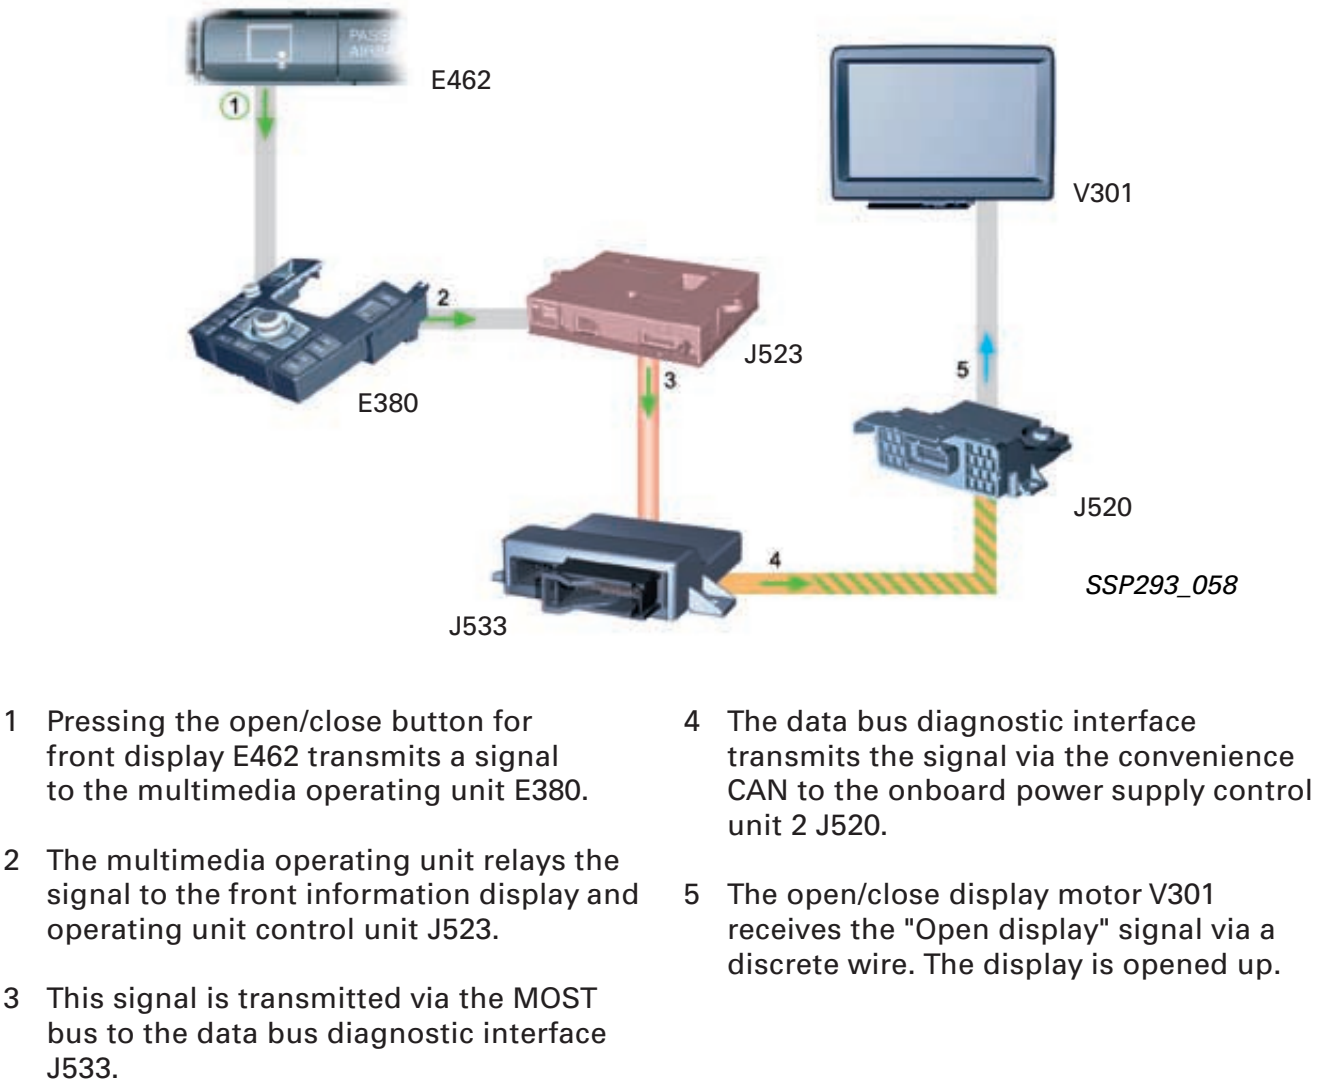 PASS
AIRBA
E462
1
V301
2
J523
3
5
E380
J520
4
SSP293_058
J533
1 Pressing the open/close button for
front display E462 transmits a signal
to the multimedia operating unit E380.
2 The multimedia operating unit relays the
signal to the front information display and
operating unit control unit J523.
3 This signal is transmitted via the MOST
bus to the data bus diagnostic interface
J533.
4 The data bus diagnostic interface
transmits the signal via the convenience
CAN to the onboard power supply control
unit 2 J520.
5 The open/close display motor V301
receives the "Open display" signal via a
discrete wire. The display is opened up.